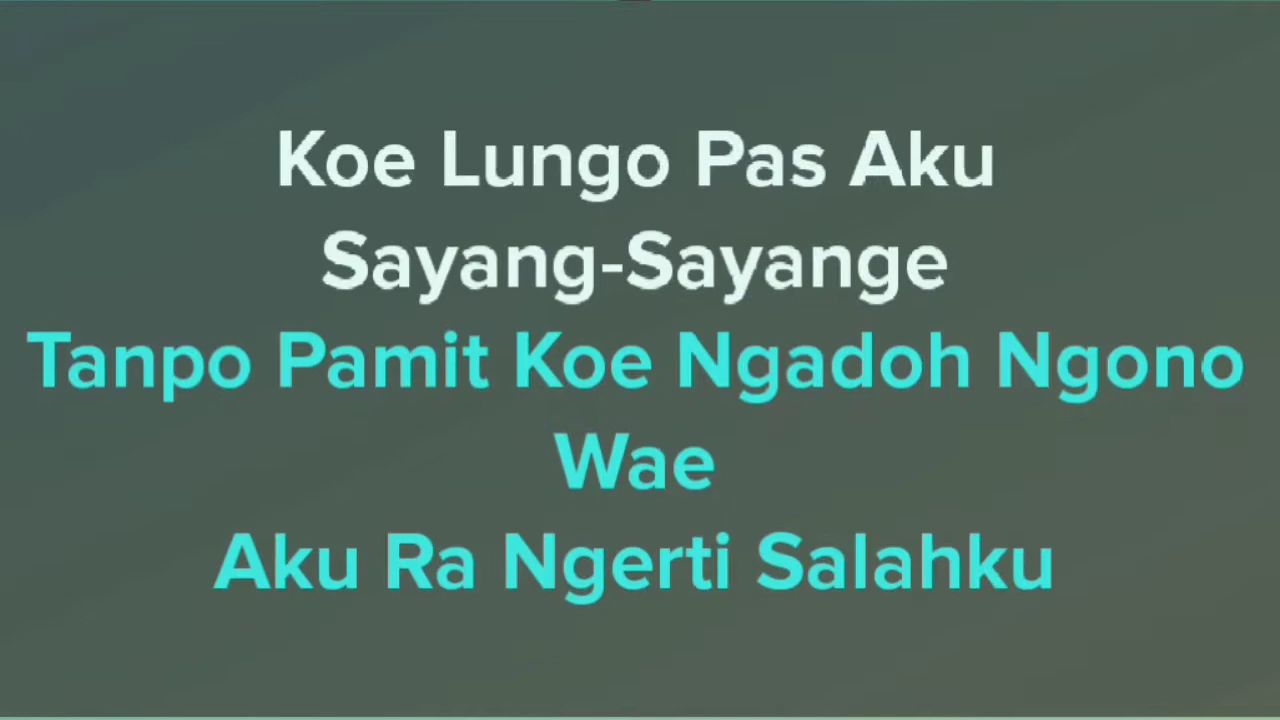 Koe Lungo Pas Aku
Sayang-Sayange
Tanpo Pamit Koe Ngadoh Ngono
Wae
Aku Ra Ngerti Salahku